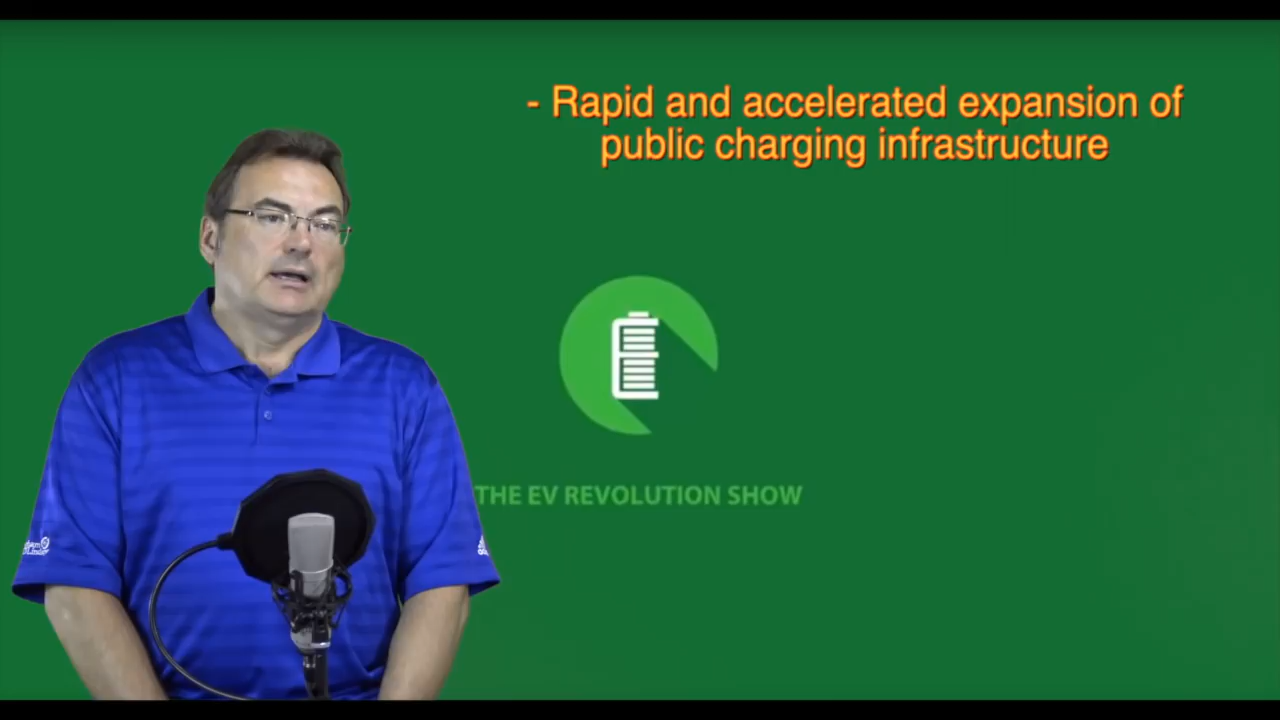 - Rapid and accelerated expansion of
public charging infrastructure
THE EV REVOLUTION SHOW